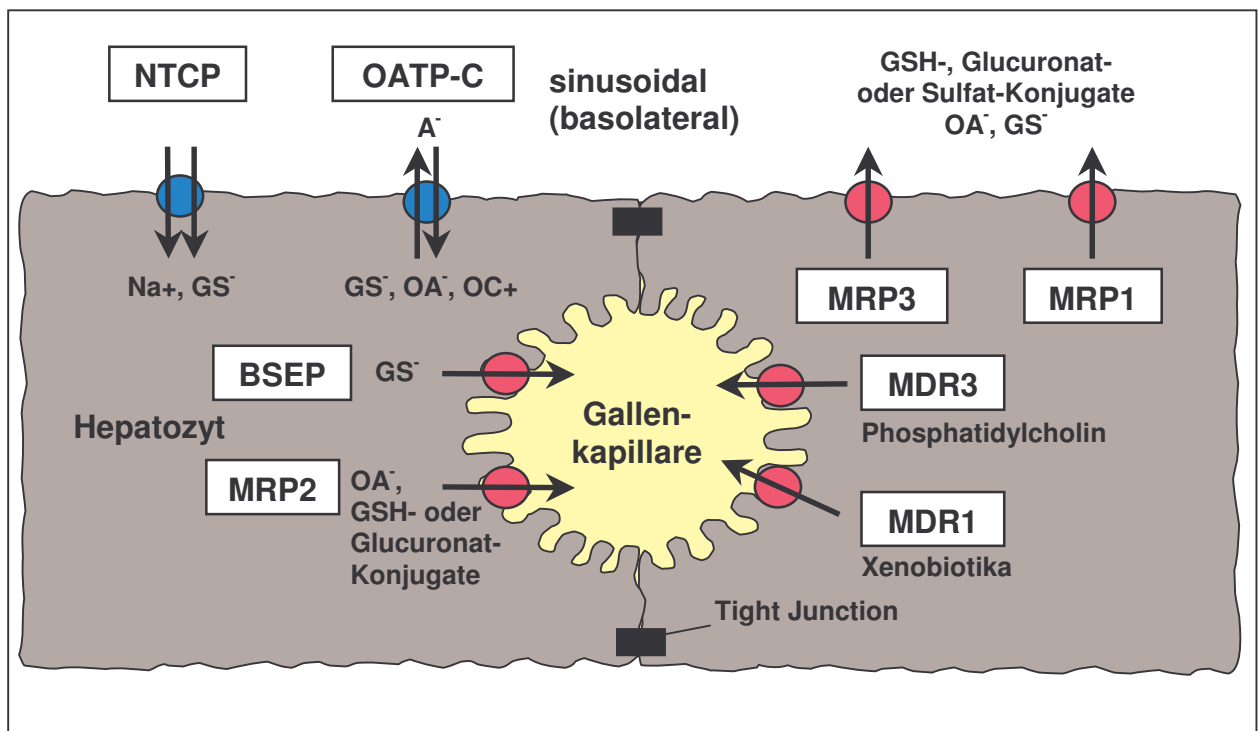 NTCP
OATP-C
A⁻
sinusoidal
(basolateral)
GSH-, Glucuronat-
oder Sulfat-Konjugate
OA⁻, GS⁻
Na+, GS⁻
GS⁻, OA⁻, OC+
MRP3
MRP1
BSEP
GS⁻
Hepatozyt
MRP2
OA⁻,
GSH- oder
Glucuronat-
Konjugate
Gallen-
kapillare
MDR3
Phosphatidylcholin
MDR1
Xenobiotika
Tight Junction